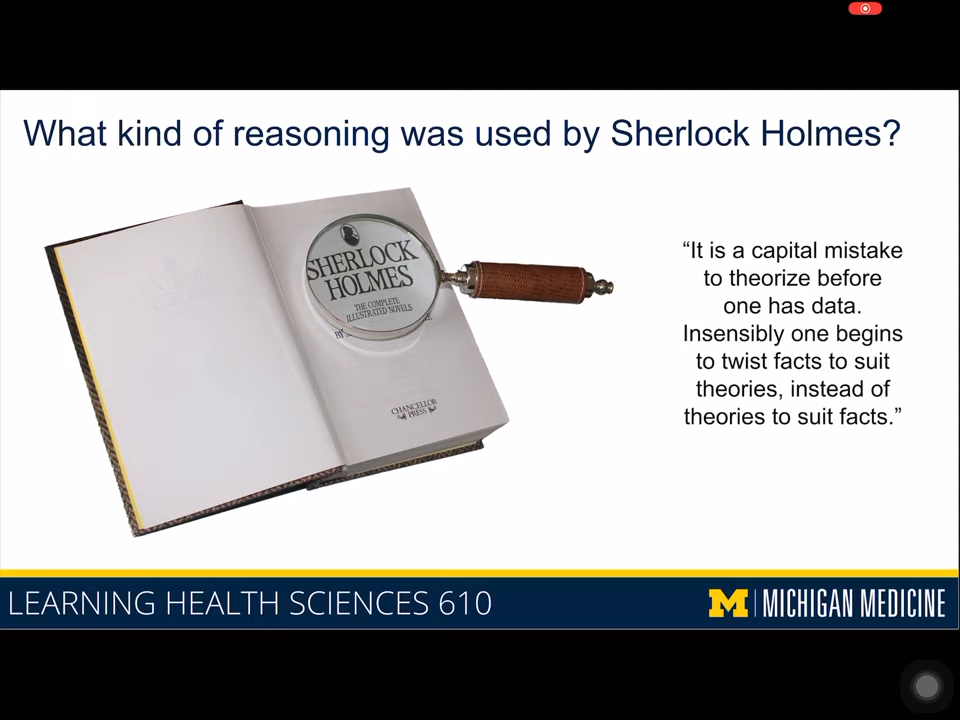 What kind of reasoning was used by Sherlock Holmes?
SHERLOCK
HOLMES
THE COMPLETE
ILLUSTRATED NOVELS
CHANCELLOR
PRESS
“It is a capital mistake
to theorize before
one has data.
Insensibly one begins
to twist facts to suit
theories, instead of
theories to suit facts.”
LEARNING HEALTH SCIENCES 610
M MICHIGAN MEDICINE